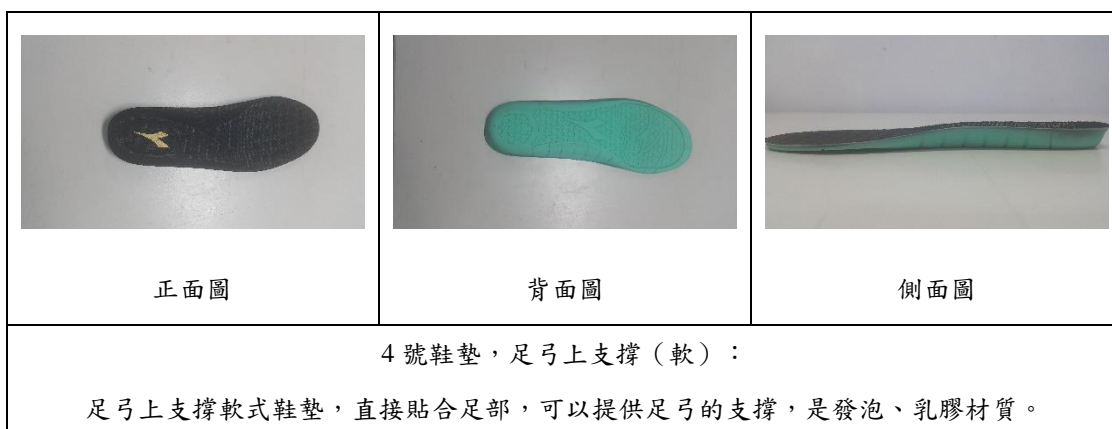 正面圖
背面圖
側面圖
4 號鞋墊，足弓上支撐（軟）：
足弓上支撐軟式鞋墊，直接貼合足部，可以提供足弓的支撐，是發泡、乳膠材質。